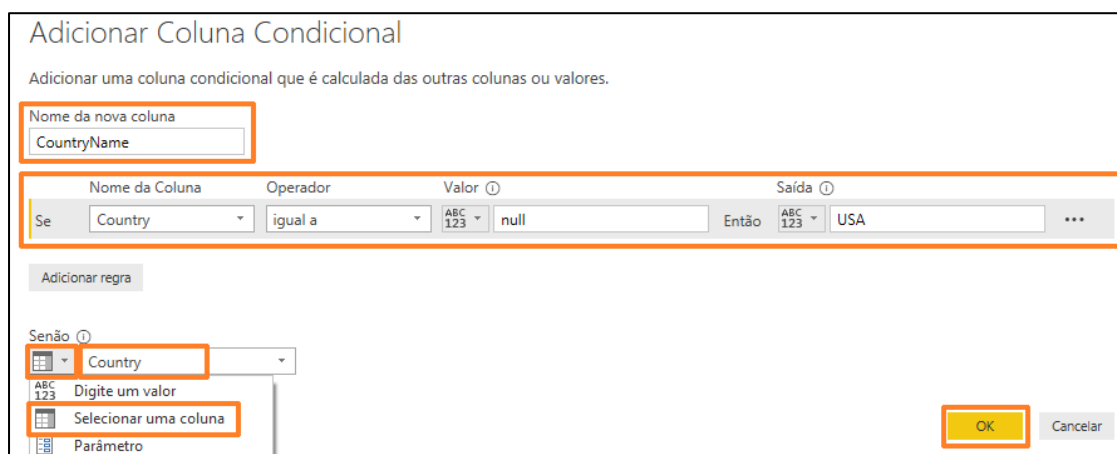 Adicionar Coluna Condicional
Adicionar uma coluna condicional que é calculada das outras colunas ou valores.
Nome da nova coluna
CountryName
Nome da Coluna Operador Valor Saída
Se Country igual a ABC 123 null Então ABC 123 USA ...
Adicionar regra
Senão
Country
ABC 123 Digite um valor
Selecionar uma coluna
Parâmetro
OK Cancelar